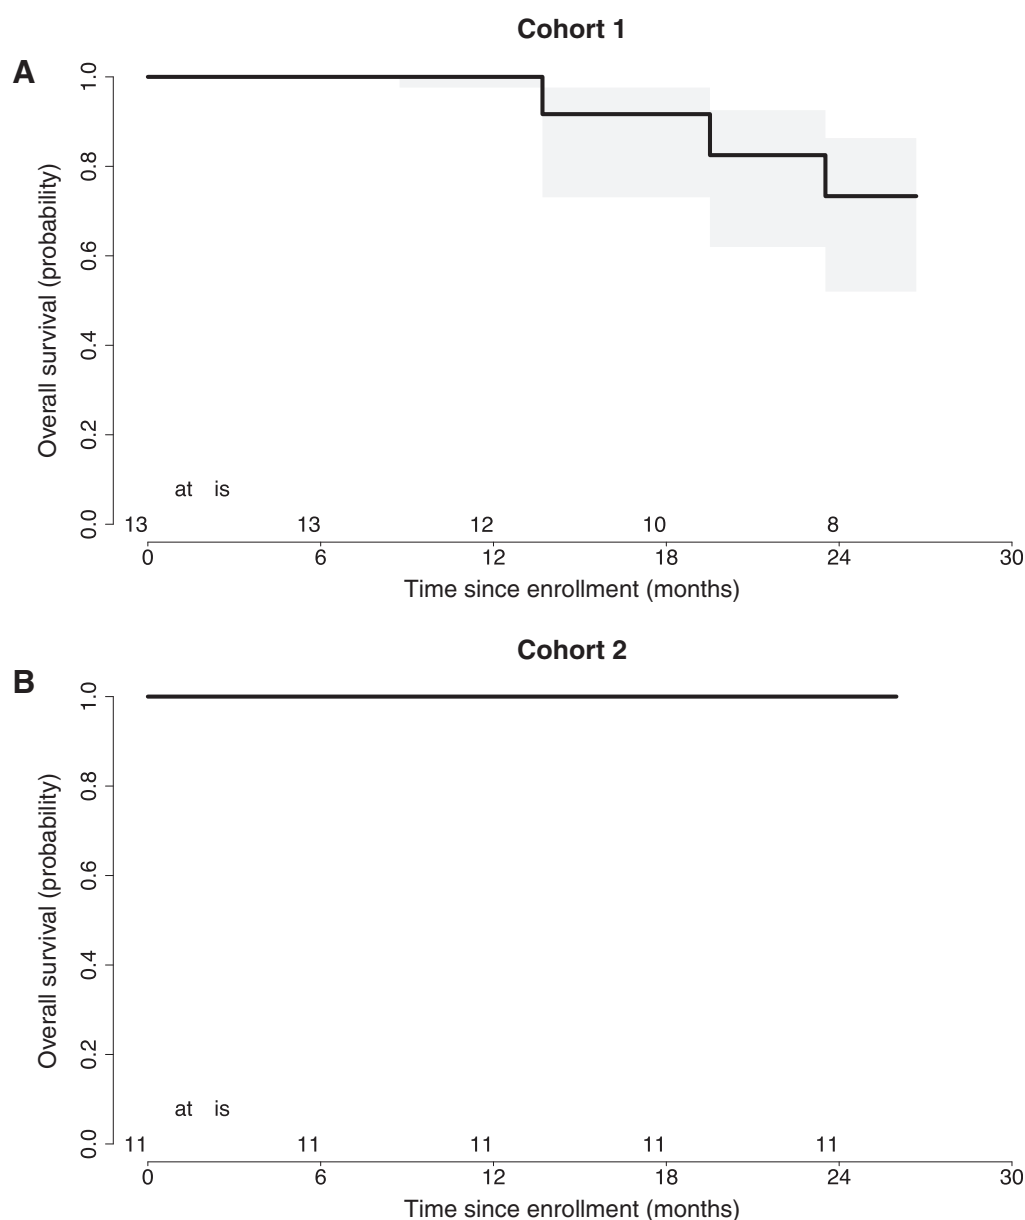 Cohort 1
A
Overall survival (probability)
1.0
0.8
0.6
0.4
0.2
0.0
at is
13 13 12 10 8
0 6 12 18 24 30
Time since enrollment (months)
Cohort 2
B
Overall survival (probability)
1.0
0.8
0.6
0.4
0.2
0.0
at is
11 11 11 11 11
0 6 12 18 24 30
Time since enrollment (months)